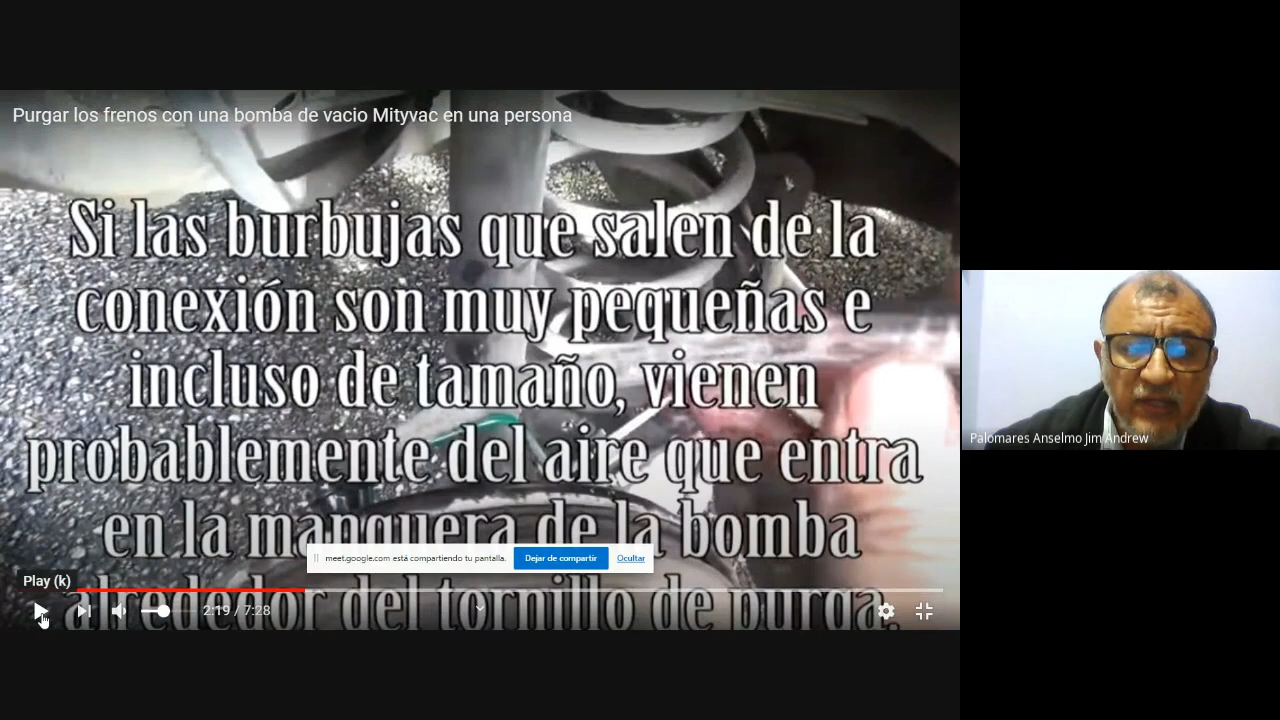 Purgar los frenos con una bomba de vacio Mityvac en una persona
Si las burbujas que salen de la
conexión son muy pequeñas e
incluso de tamaño, vienen
probablemente del aire que entra
en la manguera de la bomba
alrededor del tornillo de purga.
meet.google.com está compartiendo tu pantalla.
Dejar de compartir
Ocultar
Play (k)
2:19 / 7:28
Palomares Anselmo Jim Andrew